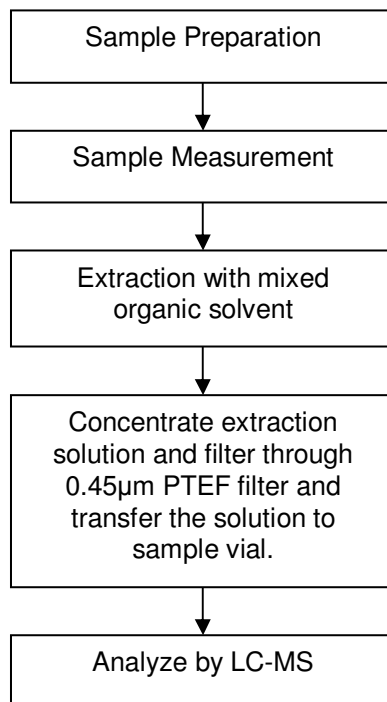 Sample Preparation
Sample Measurement
Extraction with mixed
organic solvent
Concentrate extraction
solution and filter through
0.45µm PTEF filter and
transfer the solution to
sample vial.
Analyze by LC-MS